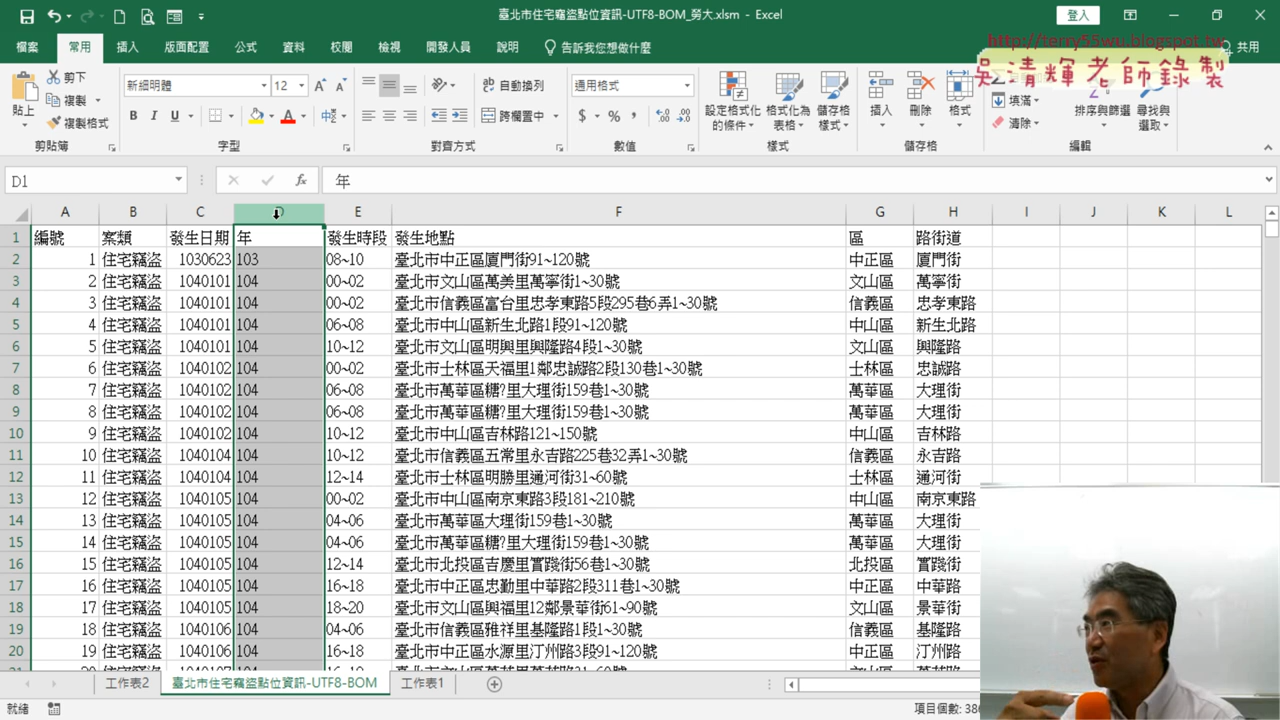 臺北市住宅竊盜點位資訊-UTF8-BOM_勞大.xlsm - Excel
登入
檔案 常用 插入 版面配置 公式 資料 校閱 檢視 開發人員 說明 告訴我您想做什麼 共用
http://terry55wu.blogspot.tw
吳清輝老師錄製
貼上 剪下 複製 複製格式 剪貼簿
新細明體 12 B I U 字型
自動換列 跨欄置中 對齊方式
通用格式 $ % 數值
設定格式化的條件 格式化為表格 儲存格樣式 樣式
插入 刪除 格式 儲存格
填滿 清除 排序與篩選 尋找與選取 編輯
D1 fx 年
A B C D E F G H I J K L
1 編號 案類 發生日期 年 發生時段 發生地點 區 路街道
2 1 住宅竊盜 1030623 103 08~10 臺北市中正區廈門街91~120號 中正區 廈門街
3 2 住宅竊盜 1040101 104 00~02 臺北市文山區萬美里萬寧街1~30號 文山區 萬寧街
4 3 住宅竊盜 1040101 104 00~02 臺北市信義區富台里忠孝東路5段295巷6弄1~30號 信義區 忠孝東路
5 4 住宅竊盜 1040101 104 06~08 臺北市中山區新生北路1段91~120號 中山區 新生北路
6 5 住宅竊盜 1040101 104 10~12 臺北市文山區明興里興隆路4段1~30號 文山區 興隆路
7 6 住宅竊盜 1040102 104 00~02 臺北市士林區天福里1鄰忠誠路2段130巷1~30號 士林區 忠誠路
8 7 住宅竊盜 1040102 104 06~08 臺北市萬華區糖?里大理街159巷1~30號 萬華區 大理街
9 8 住宅竊盜 1040102 104 06~08 臺北市萬華區糖?里大理街159巷1~30號 萬華區 大理街
10 9 住宅竊盜 1040102 104 10~12 臺北市中山區吉林路121~150號 中山區 吉林路
11 10 住宅竊盜 1040104 104 10~12 臺北市信義區五常里永吉路225巷32弄1~30號 信義區 永吉路
12 11 住宅竊盜 1040104 104 12~14 臺北市士林區明勝里通河街31~60號 士林區 通河街
13 12 住宅竊盜 1040105 104 00~02 臺北市中山區南京東路3段181~210號 中山區 南京東路
14 13 住宅竊盜 1040105 104 04~06 臺北市萬華區大理街159巷1~30號 萬華區 大理街
15 14 住宅竊盜 1040105 104 04~06 臺北市萬華區糖?里大理街159巷1~30號 萬華區 大理街
16 15 住宅竊盜 1040105 104 12~14 臺北市北投區吉慶里實踐街56巷1~30號 北投區 實踐街
17 16 住宅竊盜 1040105 104 16~18 臺北市中正區忠勤里中華路2段311巷1~30號 中正區 中華路
18 17 住宅竊盜 1040105 104 18~20 臺北市文山區興福里12鄰景華街61~90號 文山區 景華街
19 18 住宅竊盜 1040106 104 04~06 臺北市信義區雅祥里基隆路1段1~30號 信義區 基隆路
20 19 住宅竊盜 1040106 104 16~18 臺北市中正區水源里汀州路3段91~120號 中正區 汀州路
工作表2 臺北市住宅竊盜點位資訊-UTF8-BOM 工作表1
就緒 項目個數: